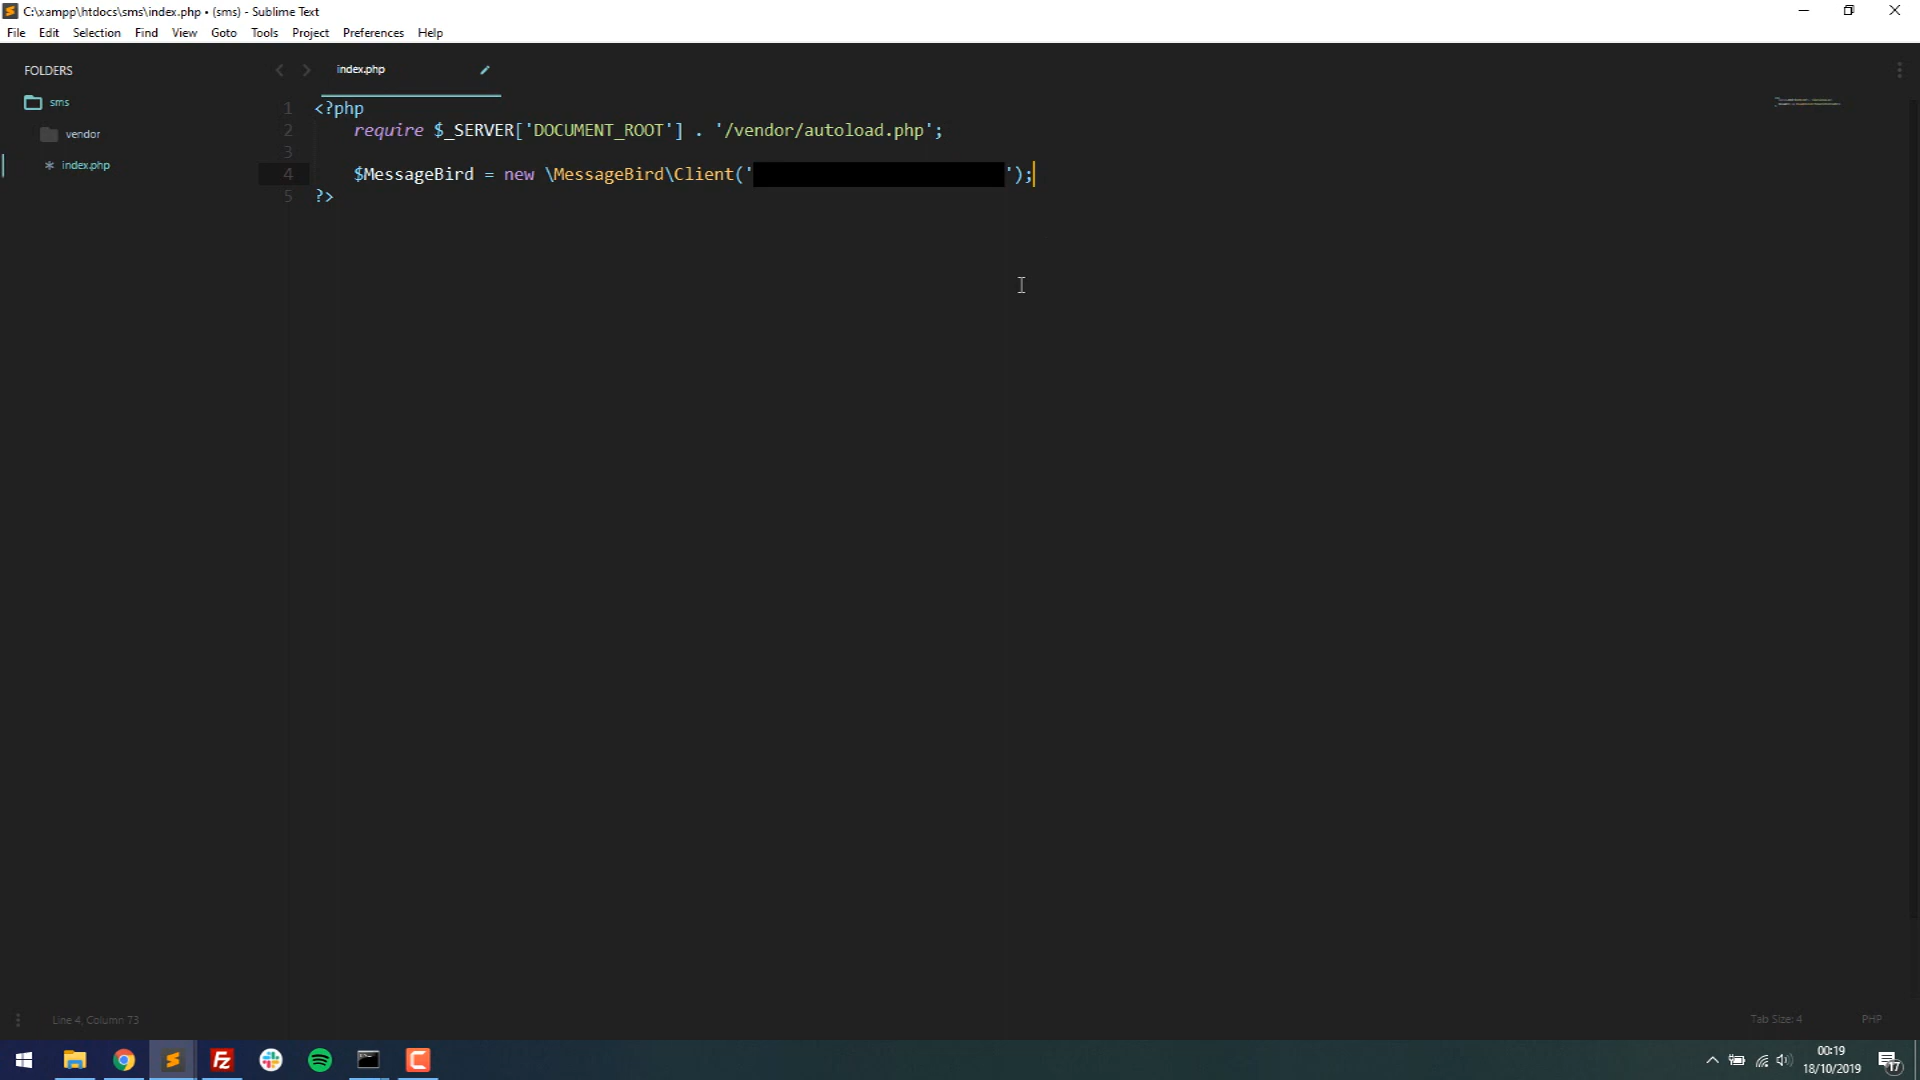 C:\xampp\htdocs\sms\index.php • (sms) - Sublime Text
File Edit Selection Find View Goto Tools Project Preferences Help
FOLDERS
sms
vendor
index.php
index.php
1 <?php
2 require $_SERVER['DOCUMENT_ROOT'] . '/vendor/autoload.php';
3
4 $MessageBird = new \MessageBird\Client('');
5 ?>
Line 4, Column 73
Tab Size: 4
PHP
00:19
18/10/2019
17